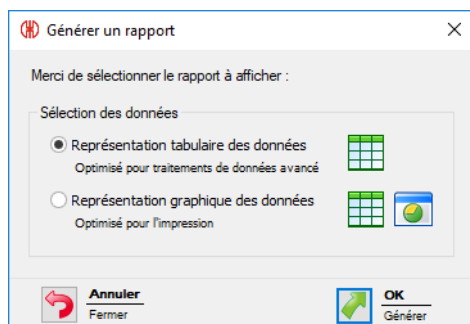 Générer un rapport
Merci de sélectionner le rapport à afficher :
Sélection des données
Représentation tabulaire des données
Optimisé pour traitements de données avancé
Représentation graphique des données
Optimisé pour l'impression
Annuler
Fermer
OK
Générer